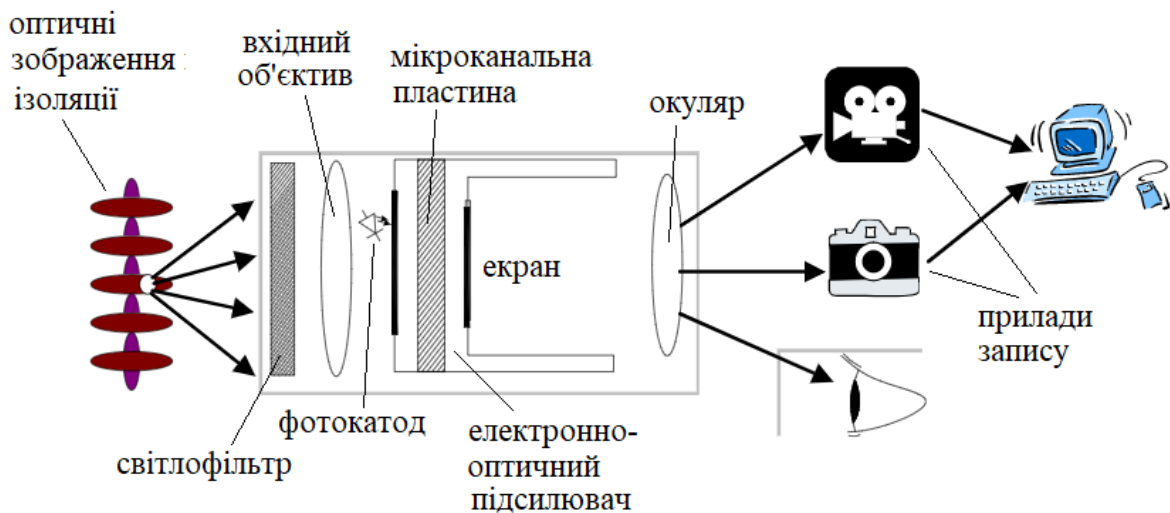 оптичні
зображення
ізоляції
вхідний
об'єктив
мікроканальна
пластина
окуляр
екран
прилади
запису
фотокатод
електронно-
оптичний
підсилювач
світлофільтр